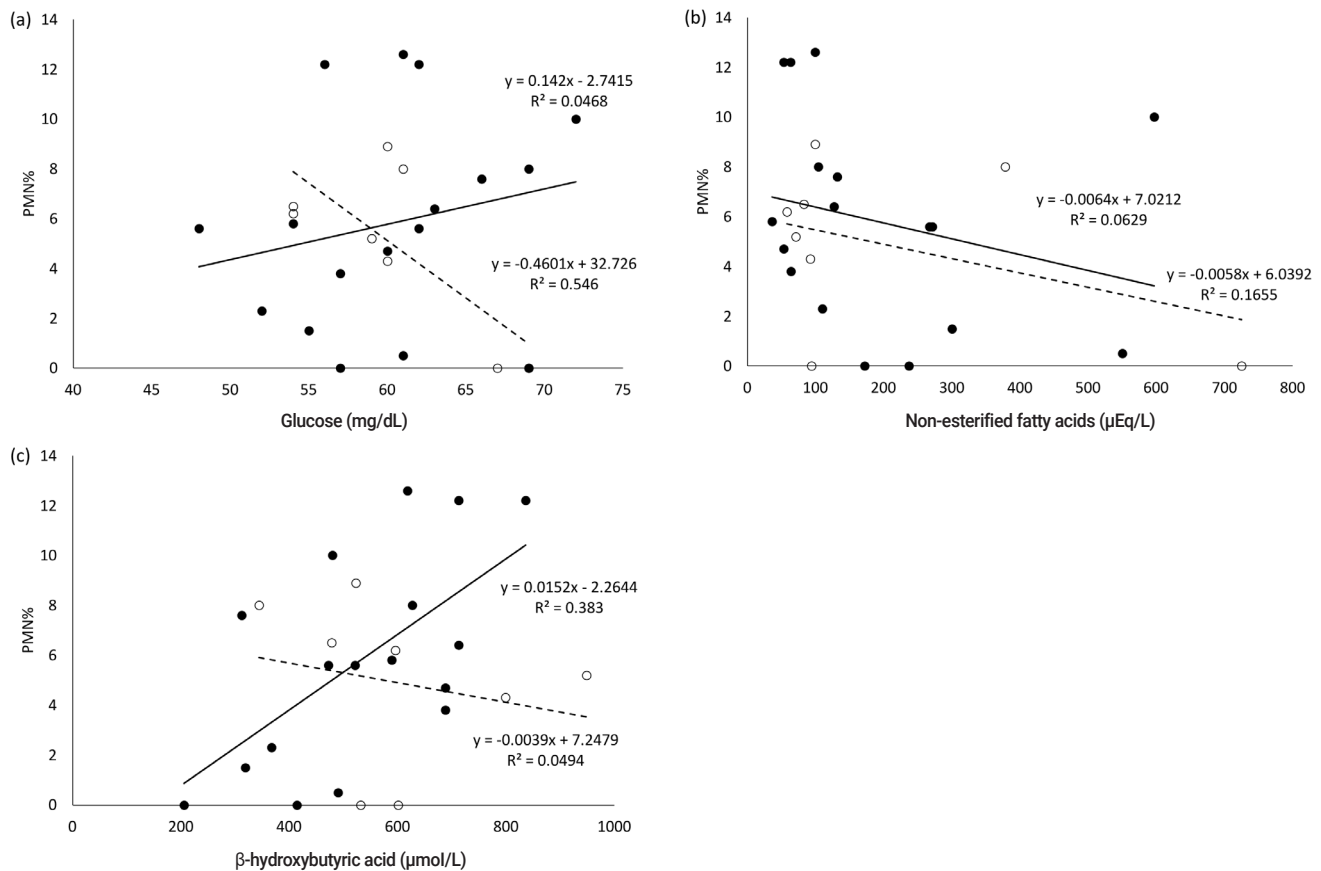 (a)
14
12
10
8
6
4
2
0
PMN%
y = 0.142x - 2.7415
R² = 0.0468
y = -0.4601x + 32.726
R² = 0.546
40 45 50 55 60 65 70 75
Glucose (mg/dL)
(b)
14
12
10
8
6
4
2
0
PMN%
y = -0.0064x + 7.0212
R² = 0.0629
y = -0.0058x + 6.0392
R² = 0.1655
0 100 200 300 400 500 600 700 800
Non-esterified fatty acids (µEq/L)
(c)
14
12
10
8
6
4
2
0
PMN%
y = 0.0152x - 2.2644
R² = 0.383
y = -0.0039x + 7.2479
R² = 0.0494
0 200 400 600 800 1000
β-hydroxybutyric acid (µmol/L)